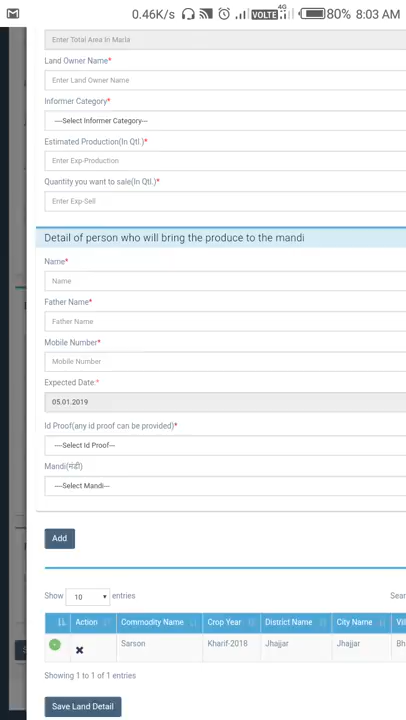 0.46K/s 4G VOLTE 80% 8:03 AM
Enter Total Area In Marla
Land Owner Name*
Enter Land Owner Name
Informer Category*
----Select Informer Category---
Estimated Production(In Qtl.)*
Enter Exp-Production
Quantity you want to sale(In Qtl.)*
Enter Exp-Sell
Detail of person who will bring the produce to the mandi
Name*
Name
Father Name*
Father Name
Mobile Number*
Mobile Number
Expected Date:*
05.01.2019
Id Proof(any id proof can be provided)*
----Select Id Proof---
Mandi(मंडी)
----Select Mandi---
Add
Show 10 entries Sear
Action Commodity Name Crop Year District Name City Name Vil
Sarson Kharif-2018 Jhajjar Jhajjar Bh
Showing 1 to 1 of 1 entries
Save Land Detail